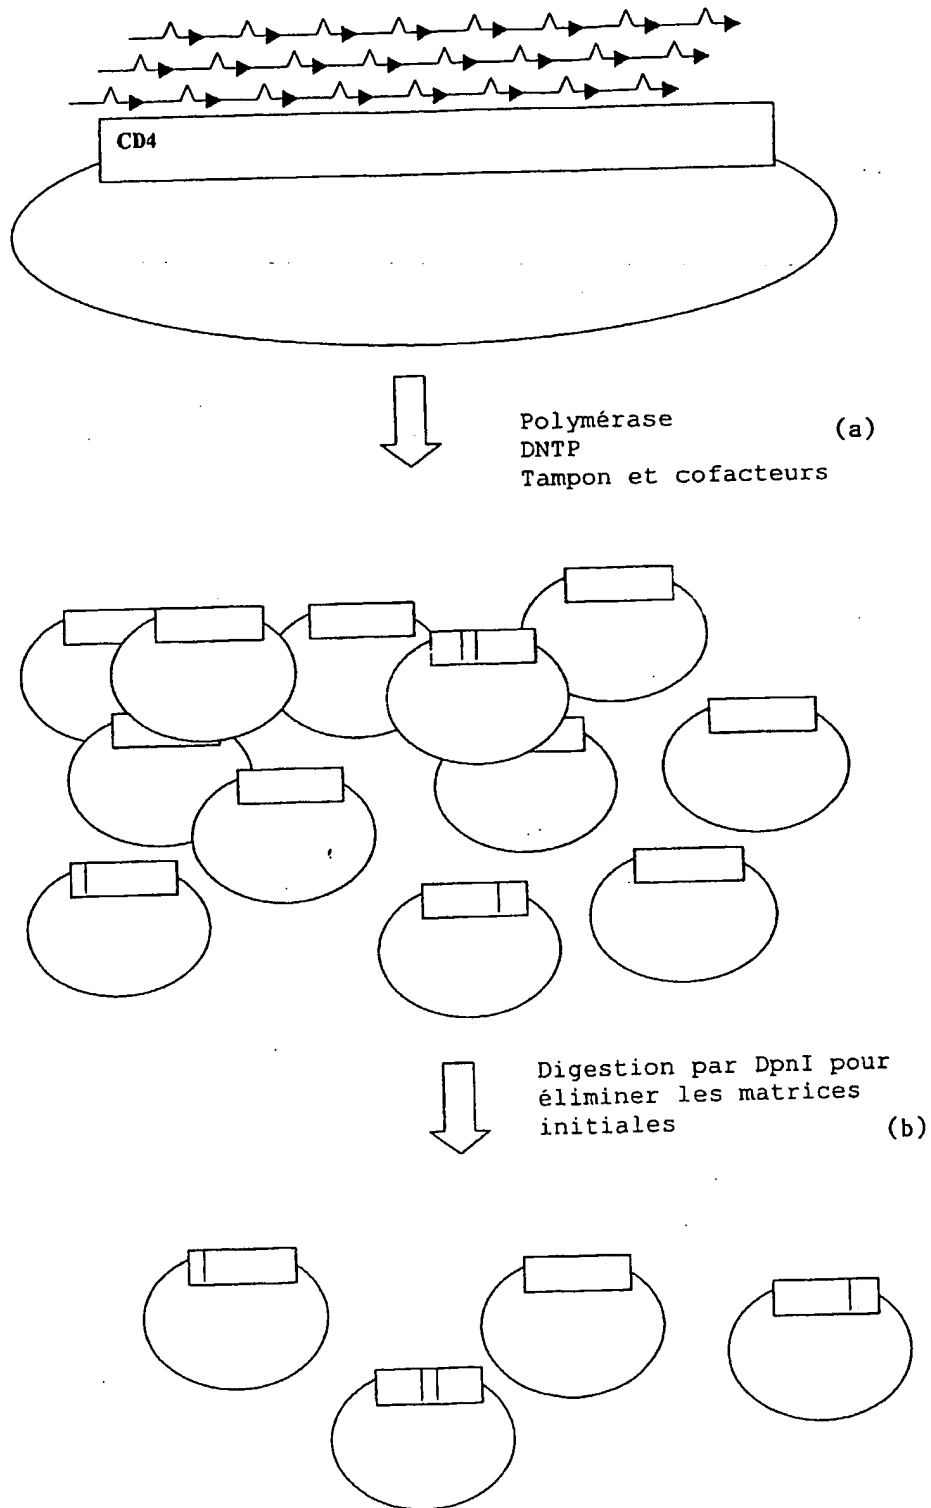 CD4
Polymérase
(a)
DNTP
Tampon et cofacteurs
Digestion par DpnI pour
éliminer les matrices
initiales
(b)